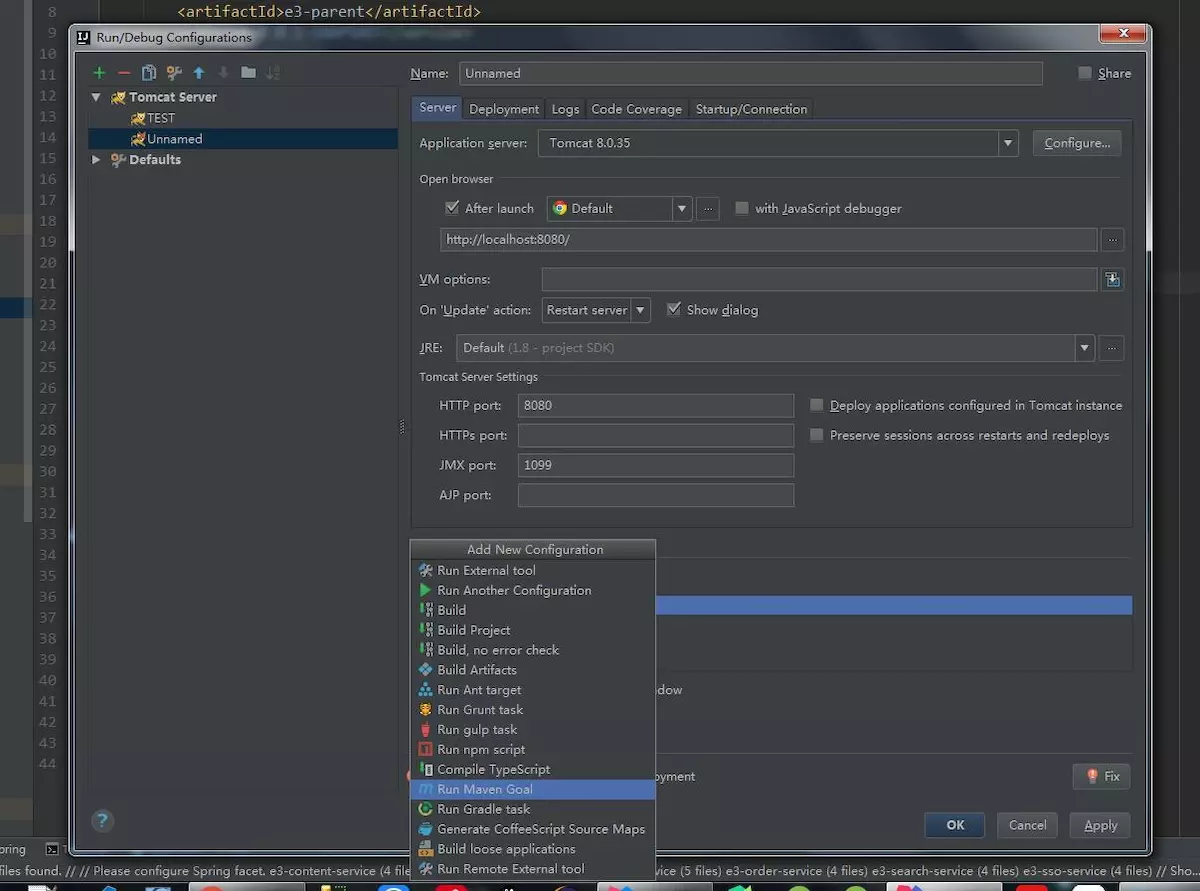 8 <artifactId>e3-parent</artifactId>
9
10
11
12
13
14
15
16
17
18
19
20
21
22
23
24
25
26
27
28
29
30
31
32
33
34
35
36
37
38
39
40
41
42
43
44
Run/Debug Configurations
Name: Unnamed Share
Tomcat Server
TEST
Unnamed
Defaults
Server Deployment Logs Code Coverage Startup/Connection
Application server: Tomcat 8.0.35 Configure...
Open browser
After launch Default ... with JavaScript debugger
http://localhost:8080/ ...
VM options:
On 'Update' action: Restart server Show dialog
JRE: Default (1.8 - project SDK) ...
Tomcat Server Settings
HTTP port: 8080 Deploy applications configured in Tomcat instance
HTTPs port: Preserve sessions across restarts and redeploys
JMX port: 1099
AJP port:
Add New Configuration
Run External tool
Run Another Configuration
Build
Build Project
Build, no error check
Build Artifacts
Run Ant target
dow
Run Grunt task
Run gulp task
Run npm script
Compile TypeScript
oyment Fix
Run Maven Goal
Run Gradle task
Generate CoffeeScript Source Maps
Build loose applications
Run Remote External tool
? OK Cancel Apply
pring
files found. // // Please configure Spring facet. e3-content-service (4 file
vice (5 files) e3-order-service (4 files) e3-search-service (4 files) e3-sso-service (4 files) // Show